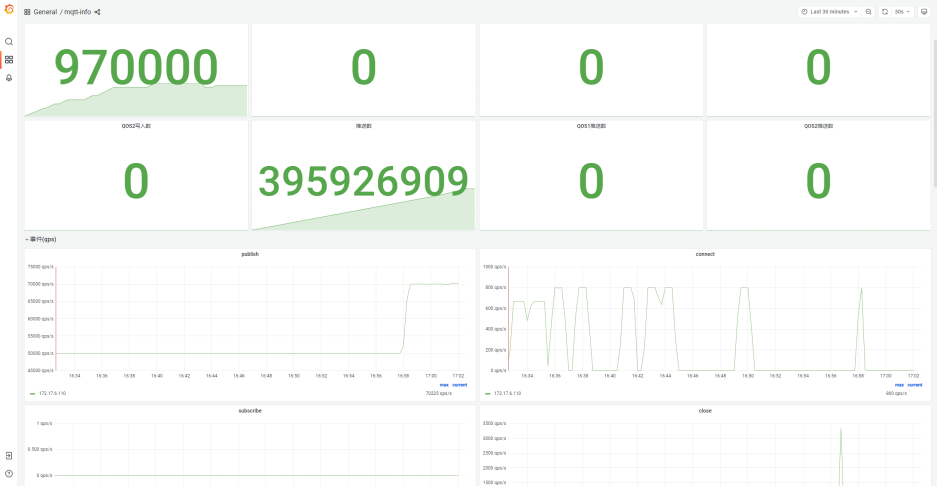 General / mqtt-info
Last 30 minutes
30s
970000
0
0
0
QOS2写入数
推送数
QOS1推送数
QOS2推送数
0
395926909
0
0
事件(qps)
publish
75000 qps/s
70000 qps/s
65000 qps/s
60000 qps/s
55000 qps/s
50000 qps/s
45000 qps/s
16:34 16:36 16:38 16:40 16:42 16:44 16:46 16:48 16:50 16:52 16:54 16:56 16:58 17:00 17:02
max current
172.17.6.110
70225 qps/s
connect
1000 qps/s
800 qps/s
600 qps/s
400 qps/s
200 qps/s
0 qps/s
16:34 16:36 16:38 16:40 16:42 16:44 16:46 16:48 16:50 16:52 16:54 16:56 16:58 17:00 17:02
max current
172.17.6.110
800 qps/s
subscribe
1 qps/s
0.500 qps/s
0 qps/s
close
3500 qps/s
3000 qps/s
2500 qps/s
2000 qps/s
1500 qps/s